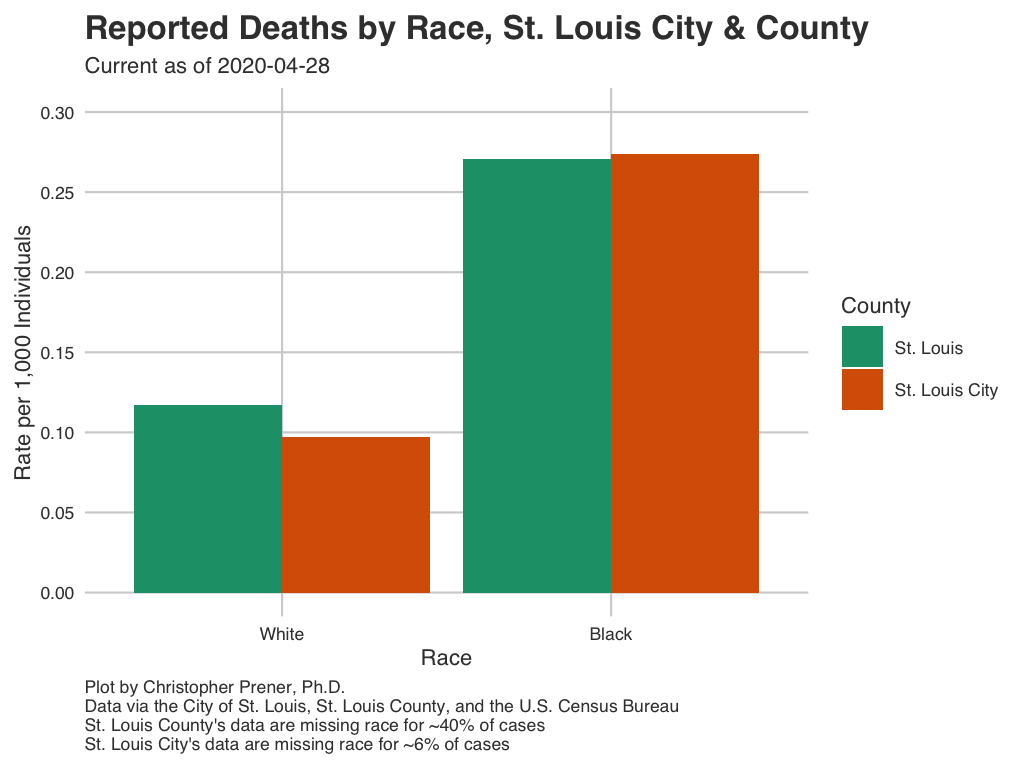 Reported Deaths by Race, St. Louis City & County
Current as of 2020-04-28
0.30
0.25
0.20
0.15
0.10
0.05
0.00
Rate per 1,000 Individuals
White
Black
Race
County
St. Louis
St. Louis City
Plot by Christopher Prener, Ph.D.
Data via the City of St. Louis, St. Louis County, and the U.S. Census Bureau
St. Louis County's data are missing race for ~40% of cases
St. Louis City's data are missing race for ~6% of cases